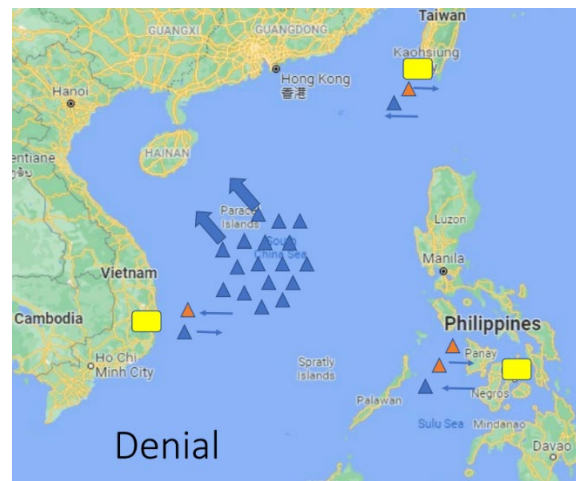 Taiwan
GUANGXI
GUANGDONG
Kaohsiung
Hanoi
Hong Kong
香港
HAINAN
Luzon
Paracel
Islands
South
China Sea
Manila
Vietnam
Cambodia
Philippines
Ho Chi
Minh City
Spratly
Islands
Panay
Negros
Palawan
Sulu Sea
Mindanao
Davao
Denial